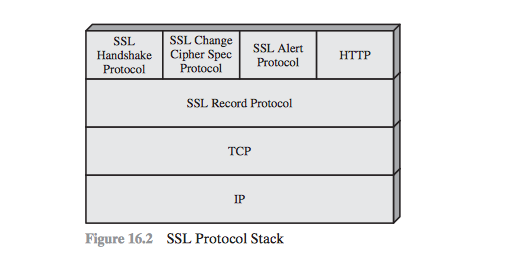 SSL
Handshake
Protocol
SSL Change
Cipher Spec
Protocol
SSL Alert
Protocol
HTTP
SSL Record Protocol
TCP
IP
Figure 16.2 SSL Protocol Stack